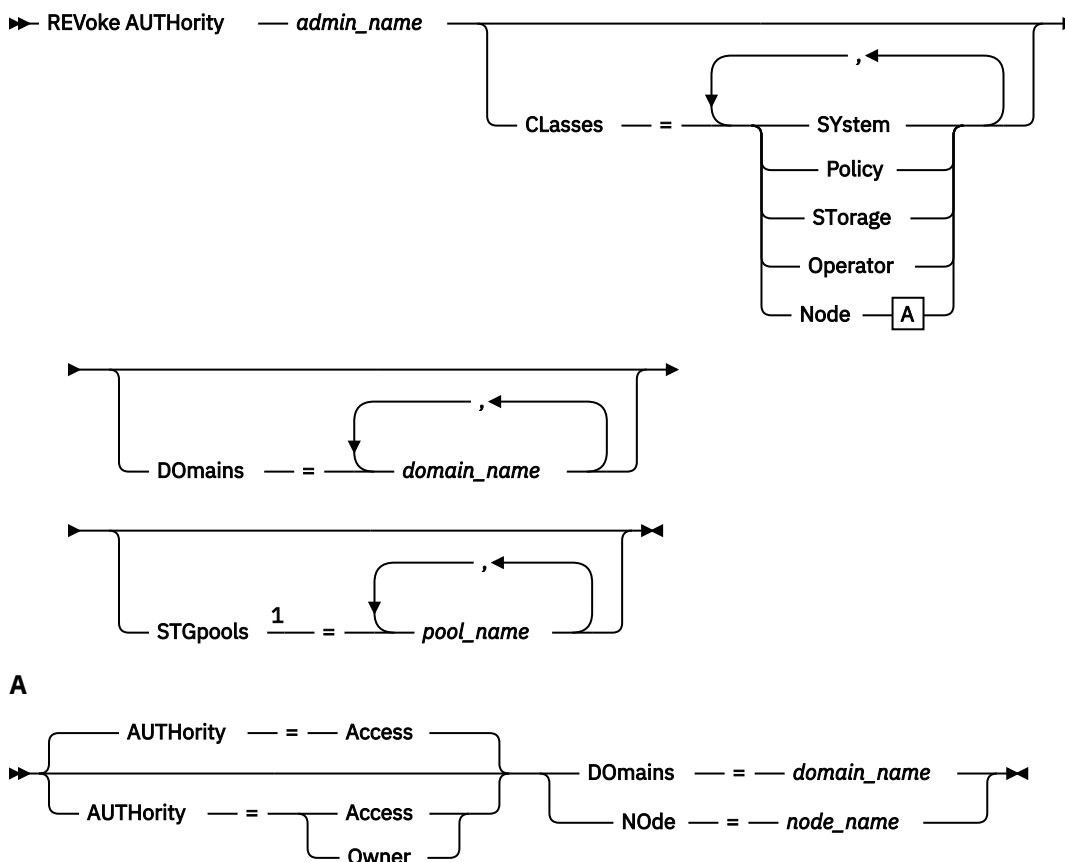 REVoke AUTHority admin_name
,
CLasses = SYstem
Policy
STorage
Operator
Node A
,
DOmains = domain_name
,
STGpools 1 = pool_name
A
AUTHority = Access
DOmains = domain_name
AUTHority = Access
NOde = node_name
Owner